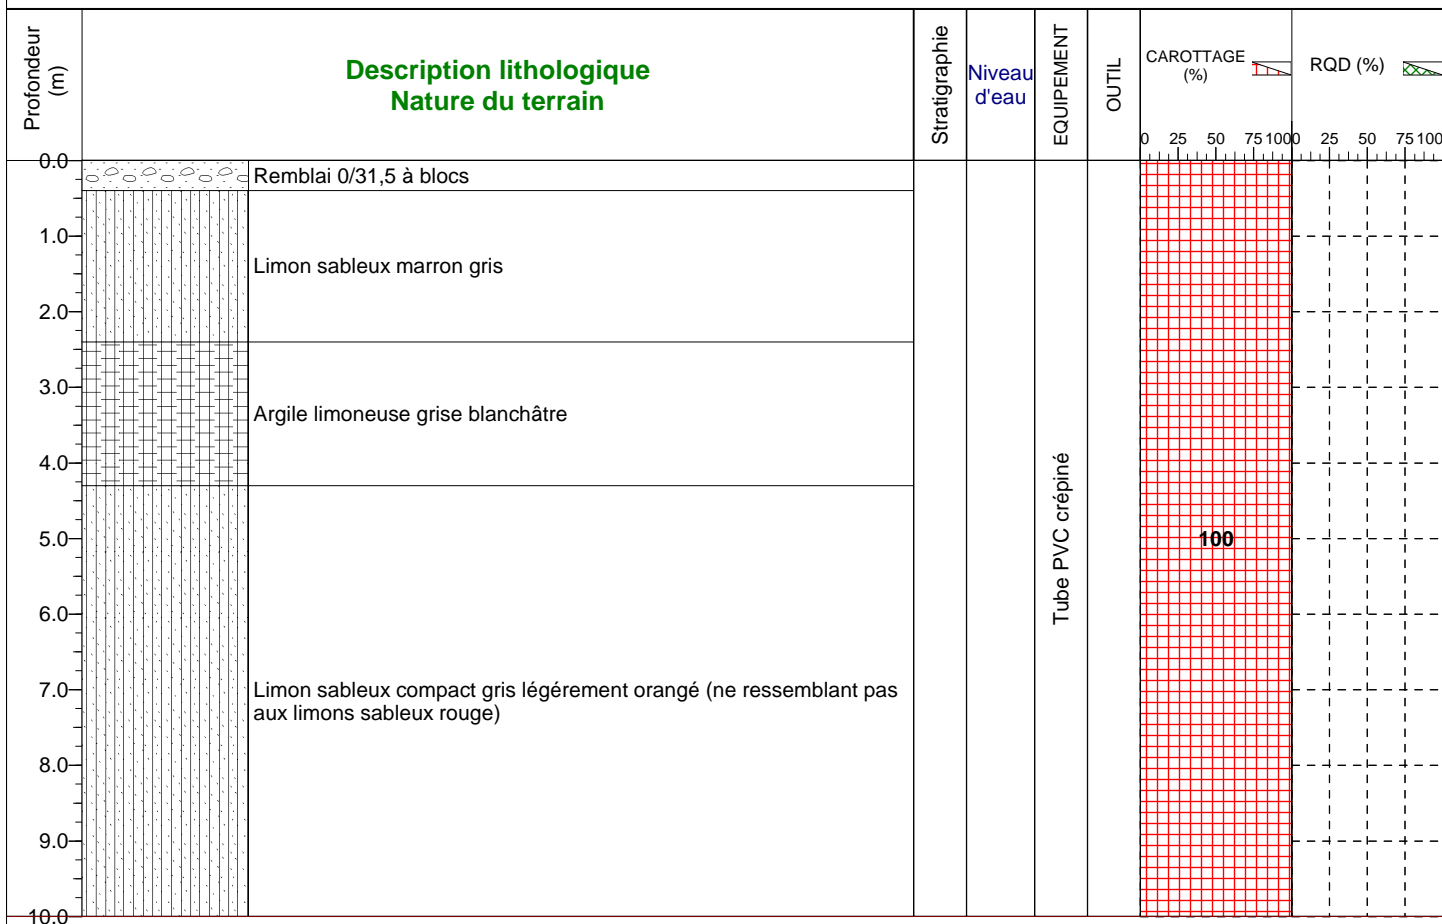 Profondeur
(m)
Description lithologique
Nature du terrain
Stratigraphie
Niveau
d'eau
EQUIPEMENT
OUTIL
CAROTTAGE
(%)
RQD (%)
0 25 50 75 100
0 25 50 75 100
0.0
Remblai 0/31,5 à blocs
1.0
Limon sableux marron gris
2.0
3.0
Argile limoneuse grise blanchâtre
4.0
5.0
Tube PVC crépiné
100
6.0
7.0
Limon sableux compact gris légérement orangé (ne ressemblant pas
aux limons sableux rouge)
8.0
9.0
10.0